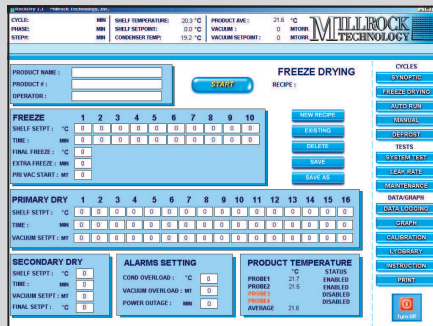 CYCLE: MIN SHELF TEMPERATURE: 20.3 °C PRODUCT AVE : 21.6 °C
PHASE: MIN SHELF SETPOINT: 0.0 °C VACUUM : 0 MTORR
STEP#: MIN CONDENSER TEMP: 19.2 °C VACUUM SETPOINT : 0 MTORR
MILLROCK
TECHNOLOGY
PRODUCT NAME :
PRODUCT # :
OPERATOR :
START
FREEZE DRYING
RECIPE :
FREEZE 1 2 3 4 5 6 7 8 9 10
SHELF SETPT : °C 0 0 0 0 0 0 0 0 0 0
TIME : MIN 0 0 0 0 0 0 0 0 0 0
FINAL FREEZE : °C 0
EXTRA FREEZE : MIN 0
PRI VAC START : MT 0
NEW RECIPE
EXISTING
DELETE
SAVE
SAVE AS
PRIMARY DRY 1 2 3 4 5 6 7 8 9 10 11 12 13 14 15 16
SHELF SETPT : °C 0 0 0 0 0 0 0 0 0 0 0 0 0 0 0 0
TIME : MIN 0 0 0 0 0 0 0 0 0 0 0 0 0 0 0 0
VACUUM SETPT : MT 0 0 0 0 0 0 0 0 0 0 0 0 0 0 0 0
SECONDARY DRY
SHELF SETPT : °C 0
TIME : MIN 0
VACUUM SETPT : MT 0
FINAL SETPT : °C 0
ALARMS SETTING
COND OVERLOAD : °C 0
VACUUM OVERLOAD : MT 0
POWER OUTAGE : MIN 0
PRODUCT TEMPERATURE
°C STATUS
PROBE1 21.7 ENABLED
PROBE2 21.5 ENABLED
PROBE3 DISABLED
PROBE4 DISABLED
AVERAGE 21.6
CYCLES
SYNOPTIC
FREEZE DRYING
AUTO RUN
MANUAL
DEFROST
TESTS
SYSTEM TEST
LEAK RATE
MAINTENANCE
DATA/GRAPH
DATA LOGGING
GRAPH
CALIBRATION
LYOBRARY
INSTRUCTION
PRINT
Turn off